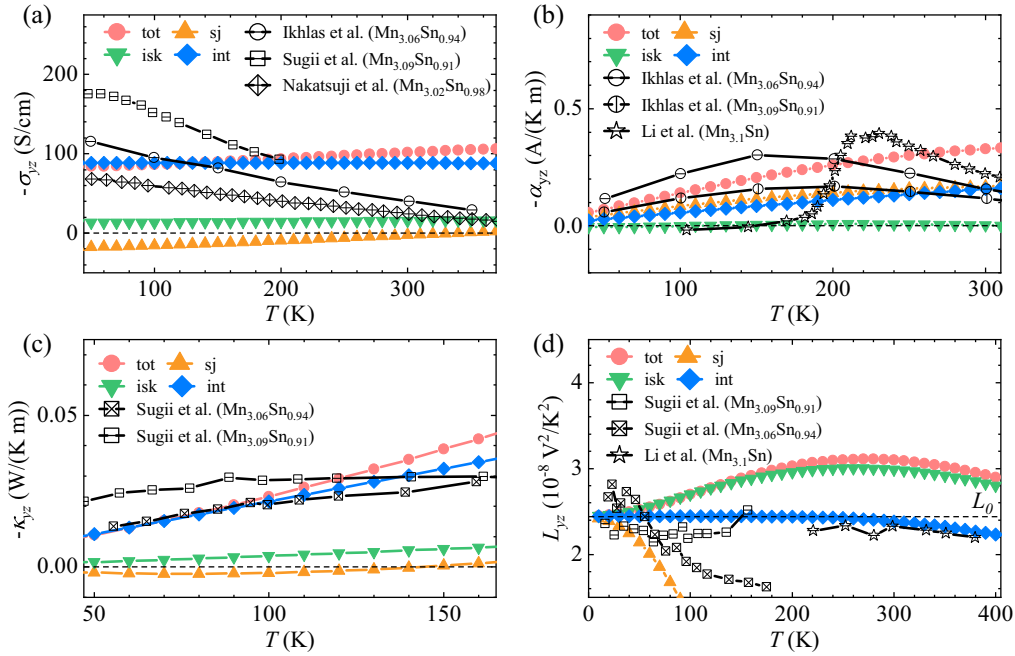 (a)
tot
sj
isk
int
Ikhlas et al. (Mn3.06Sn0.94)
Sugii et al. (Mn3.09Sn0.91)
Nakatsuji et al. (Mn3.02Sn0.98)
200
100
0
-σyz (S/cm)
100
200
300
T (K)
(b)
tot
sj
isk
int
Ikhlas et al. (Mn3.06Sn0.94)
Ikhlas et al. (Mn3.09Sn0.91)
Li et al. (Mn3.1Sn)
0.5
0.0
-αyz (A/(K m))
100
200
300
T (K)
(c)
tot
sj
isk
int
Sugii et al. (Mn3.06Sn0.94)
Sugii et al. (Mn3.09Sn0.91)
0.05
0.00
-κyz (W/(K m))
50
100
150
T (K)
(d)
tot
sj
isk
int
Sugii et al. (Mn3.09Sn0.91)
Sugii et al. (Mn3.06Sn0.94)
Li et al. (Mn3.1Sn)
L0
4
2
Lyz (10-8 V2/K2)
0
100
200
300
400
T (K)